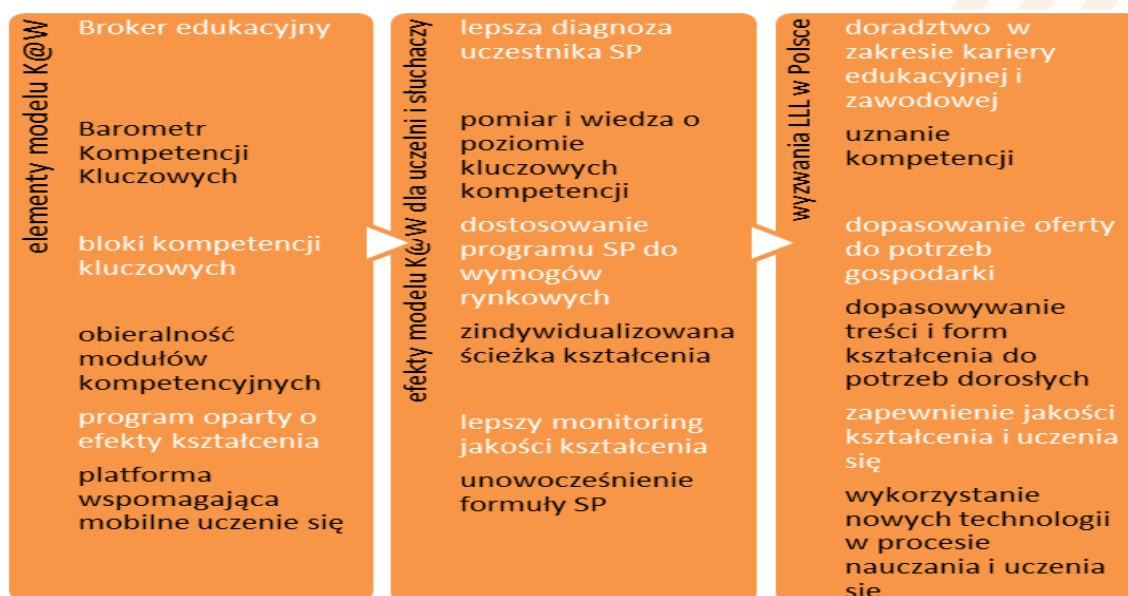 elementy modelu K@W
Broker edukacyjny
Barometr
Kompetencji
Kluczowych
bloki kompetencji
kluczowych
obieralność
modułów
kompetencyjnych
program oparty o
efekty kształcenia
platforma
wspomagająca
mobilne uczenie się
efekty modelu K@W dla uczelni i słuchaczy
lepsza diagnoza
uczestnika SP
pomiar i wiedza o
poziomie
kluczowych
kompetencji
dostosowanie
programu SP do
wymogów
rynkowych
zindywidualizowana
ścieżka kształcenia
lepszy monitoring
jakości kształcenia
unowocześnienie
formuły SP
wyzwania LLL w Polsce
doradztwo w
zakresie kariery
edukacyjnej i
zawodowej
uznanie
kompetencji
dopasowanie oferty
do potrzeb
gospodarki
dopasowywanie
treści i form
kształcenia do
potrzeb dorosłych
zapewnienie jakości
kształcenia i uczenia
się
wykorzystanie
nowych technologii
w procesie
nauczania i uczenia
się